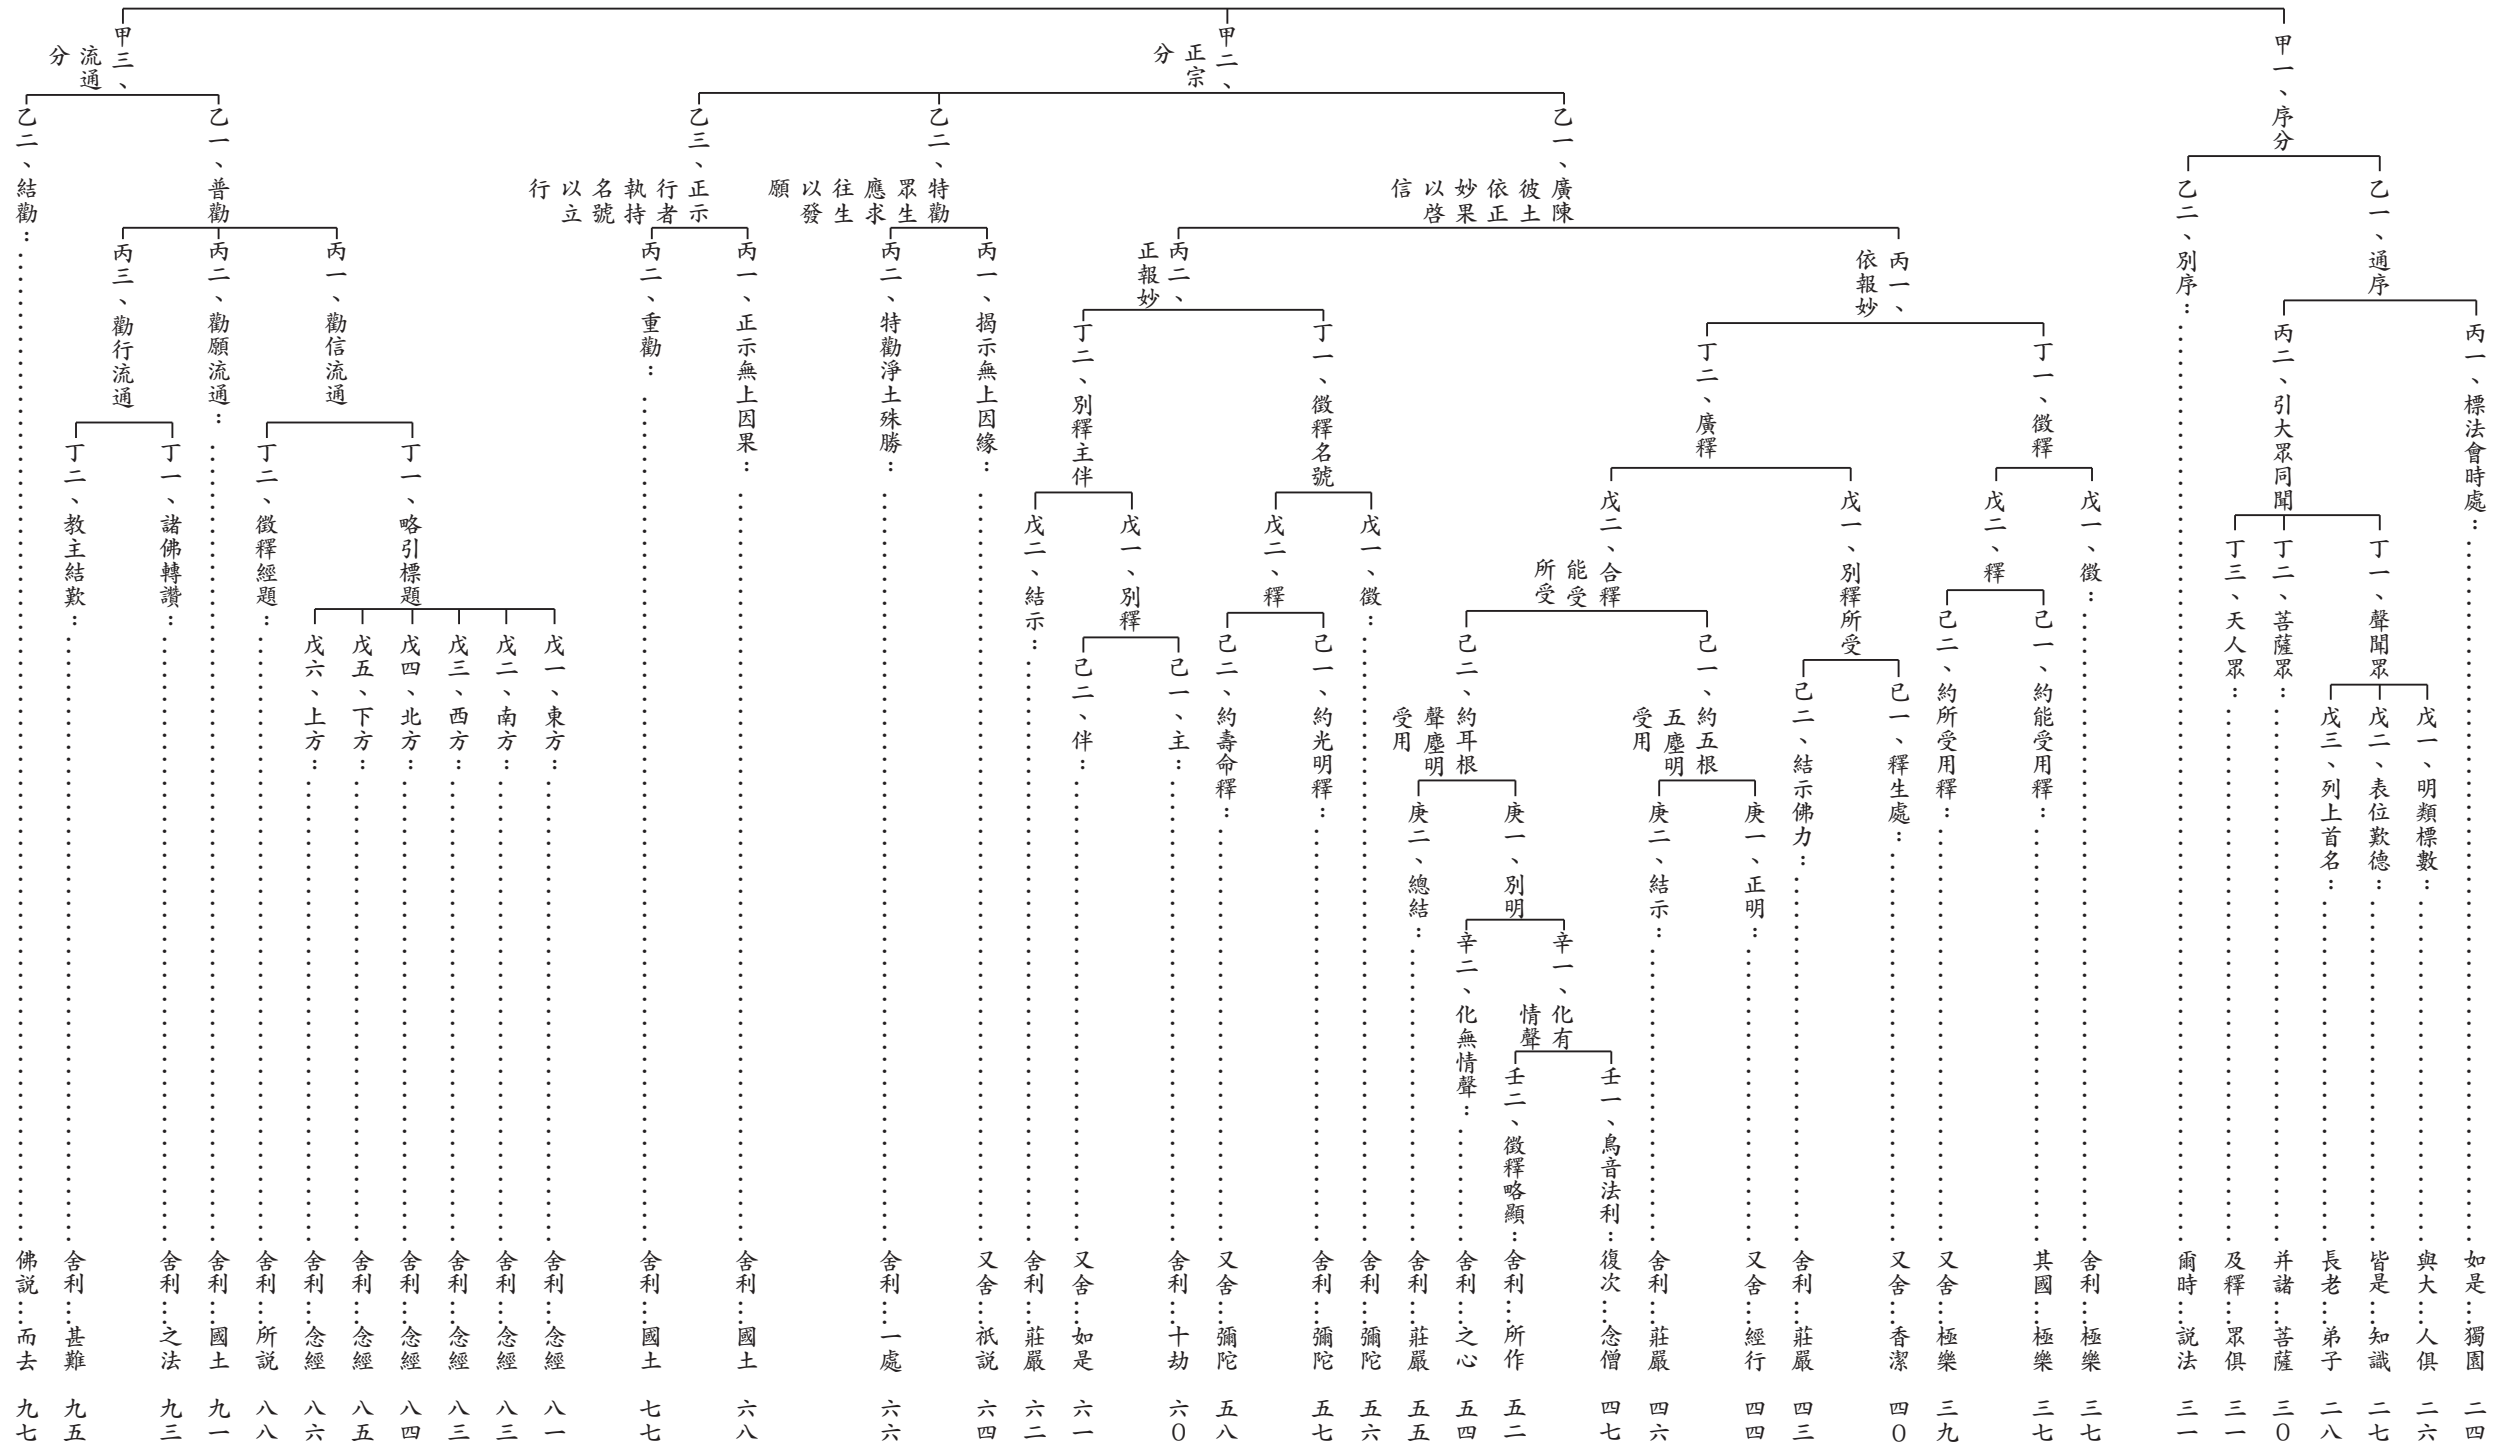 甲一、序分
乙一、通序
丙一、標法會時處：……如是……獨園 二四
丙二、引大眾同聞
丁一、聲聞眾
戊一、明類標數：……與大……人俱 二六
戊二、表位歎德：……皆是……知識 二七
戊三、列上首名：……長老……弟子 二八
丁二、菩薩眾：……并諸……菩薩 三０
丁三、天人眾：……及釋……眾俱 三一
乙二、別序：……爾時……説法 三一
甲二、正宗分
乙一、廣陳彼土依正妙果以啓信
丙一、依報妙
丁一、徵釋
戊一、徵：……舍利……極樂 三七
戊二、釋
己一、約能受用釋：……其國……極樂 三七
己二、約所受用釋：……又舍……極樂 三九
丁二、廣釋
戊一、別釋所受
己一、釋生處：……又舍……香潔 四０
己二、結示佛力：……舍利……莊嚴 四三
戊二、合釋能受所受
己一、約五根五塵明受用
庚一、正明：……又舍……經行 四四
庚二、結示：……舍利……莊嚴 四六
己二、約耳根聲塵明受用
庚一、別明
辛一、化有情聲
壬一、鳥音法利：復次……念僧 四七
壬二、徵釋略顯：舍利……所作 五二
辛二、化無情聲：……舍利……之心 五四
庚二、總結：……舍利……莊嚴 五五
丙二、正報妙
丁一、徵釋名號
戊一、徵：……舍利……彌陀 五六
戊二、釋
己一、約光明釋：……舍利……彌陀 五七
己二、約壽命釋：……又舍……彌陀 五八
丁二、別釋主伴
戊一、別釋
己一、主：……舍利……十劫 六０
己二、伴：……又舍……如是 六一
戊二、結示：……舍利……莊嚴 六二
乙二、特勸眾生應求往生以發願
丙一、揭示無上因緣：……又舍……祇説 六四
丙二、特勸淨土殊勝：……舍利……一處 六六
乙三、正示行者執持名號以立行
丙一、正示無上因果：……舍利……國土 六八
丙二、重勸：……舍利……國土 七七
甲三、流通分
乙一、普勸
丙一、勸信流通
丁一、略引標題
戊一、東方：……舍利……念經 八一
戊二、南方：……舍利……念經 八三
戊三、西方：……舍利……念經 八三
戊四、北方：……舍利……念經 八四
戊五、下方：……舍利……念經 八五
戊六、上方：……舍利……念經 八六
丁二、徵釋經題：……舍利……所説 八八
丙二、勸願流通：……舍利……國土 九一
丙三、勸行流通
丁一、諸佛轉讚：……舍利……之法 九三
丁二、教主結歎：……舍利……甚難 九五
乙二、結勸：……佛説……而去 九七